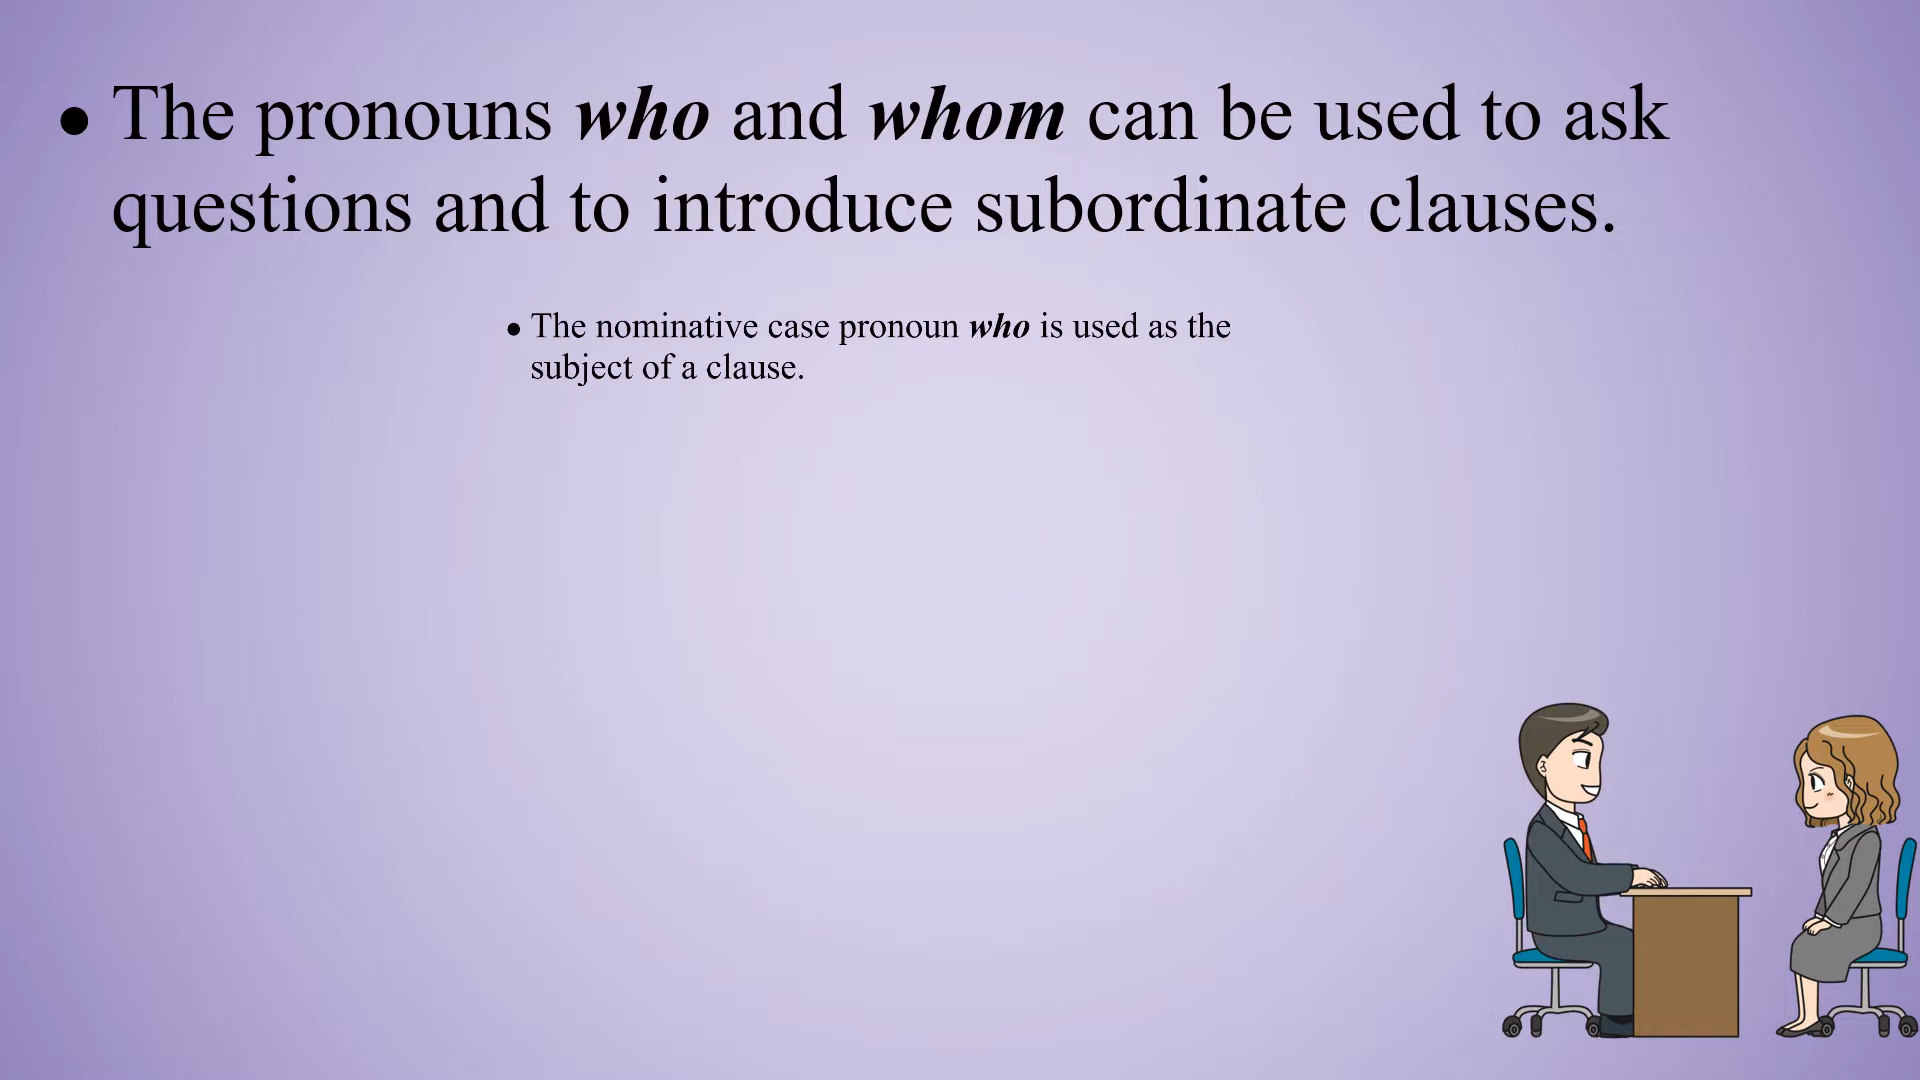 • The pronouns who and whom can be used to ask
questions and to introduce subordinate clauses.
• The nominative case pronoun who is used as the
subject of a clause.